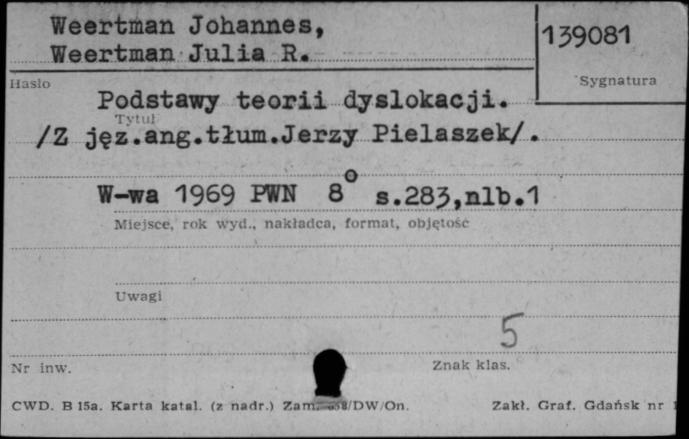 Weertman Johannes,
Weertman Julia R.
139081
Hasło
Sygnatura
Podstawy teorii dyslokacji.
Tytuł
/Z jęz.ang.tłum.Jerzy Pielaszek/.
W-wa 1969 PWN 8° s.283,nlb.1
Miejsce, rok wyd., nakładca, format, objętość
Uwagi
5
Nr inw.
Znak klas.
CWD. B 15a. Karta katal. (z nadr.) Zam. /DW/On.
Zakł. Graf. Gdańsk nr